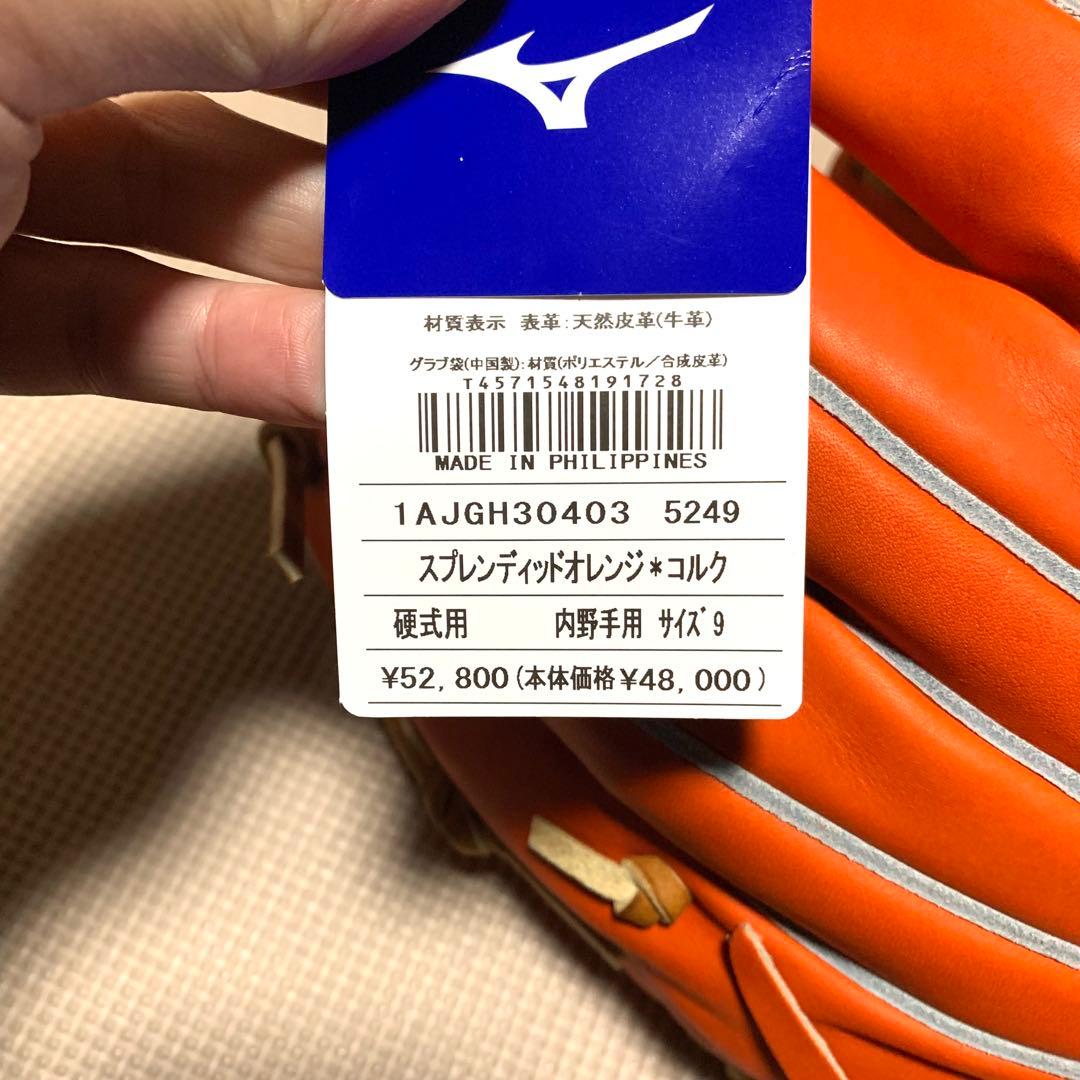 材質表示 表革:天然皮革(牛革)
グラブ袋(中国製):材質(ポリエステル/合成皮革)
T4571548191728
MADE IN PHILIPPINES
1AJGH30403 5249
スプレンディッドオレンジ*コルク
硬式用 内野手用 サイズ9
¥52,800(本体価格¥48,000)